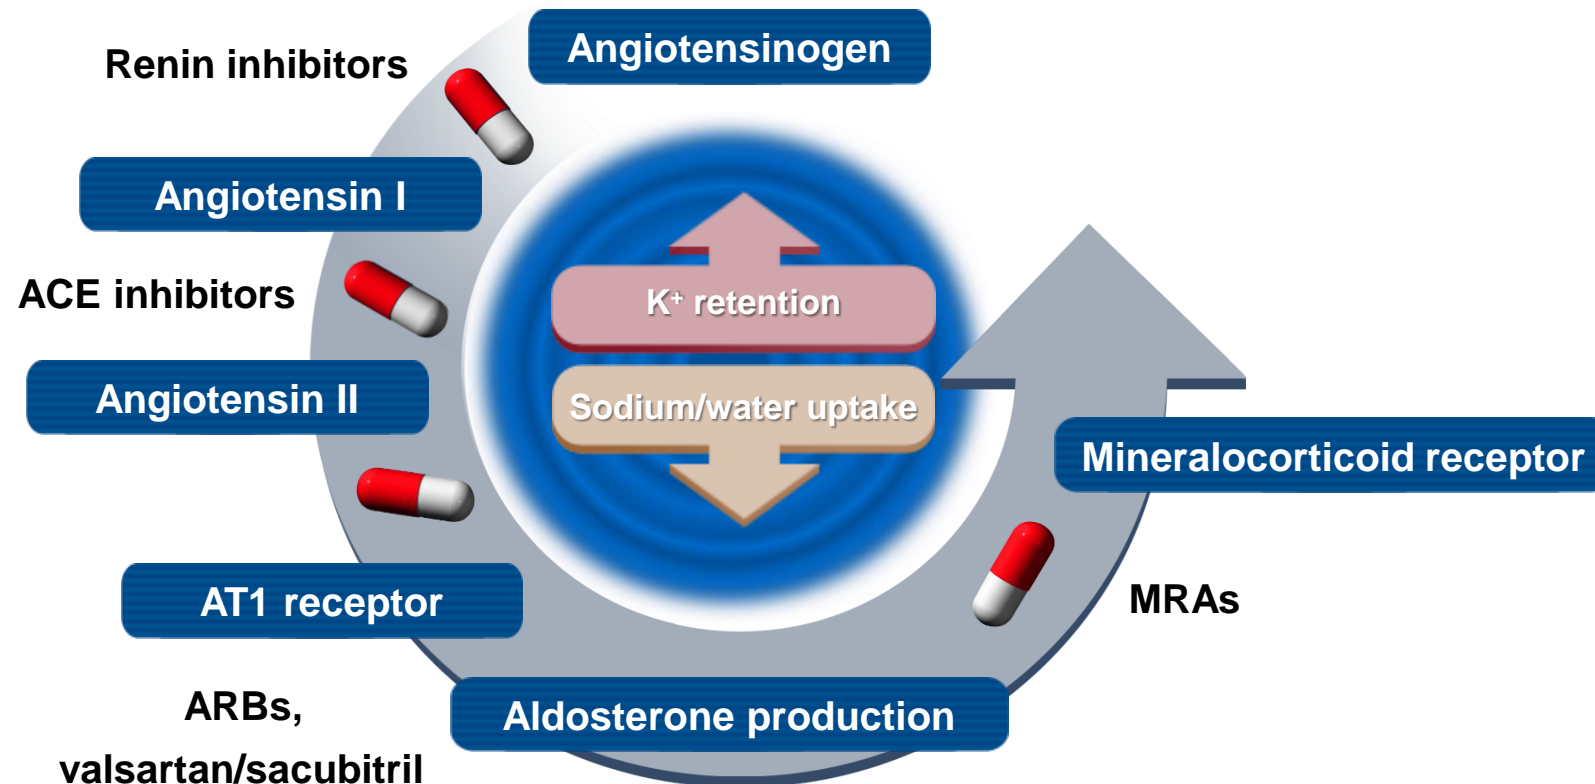 Angiotensinogen
Renin inhibitors
Angiotensin I
ACE inhibitors
K⁺ retention
Angiotensin II
Sodium/water uptake
Mineralocorticoid receptor
AT1 receptor
MRAs
ARBs,
valsartan/sacubitril
Aldosterone production